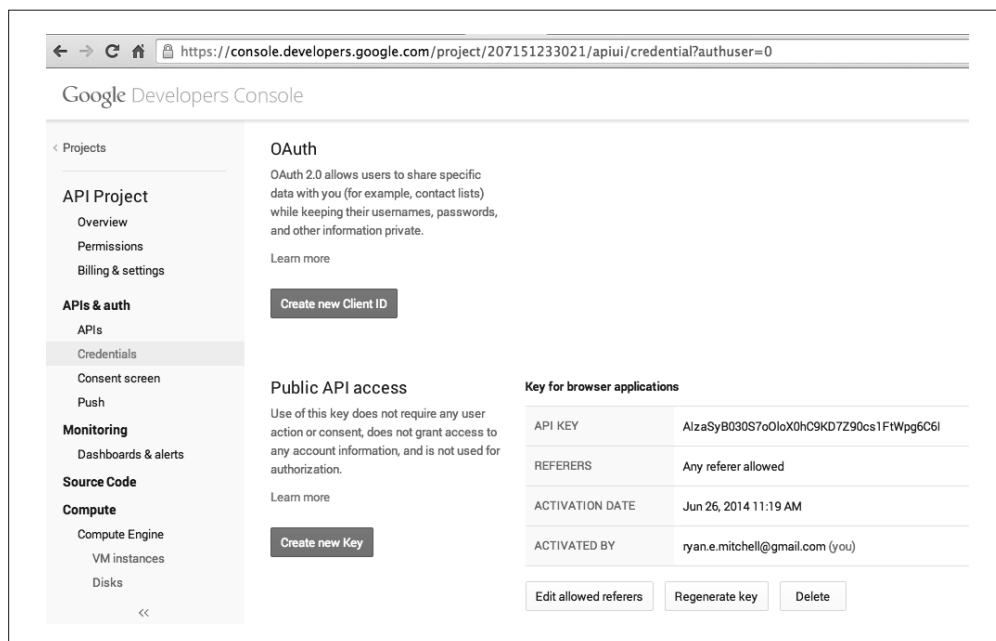 https://console.developers.google.com/project/207151233021/apiui/credential?authuser=0
Google Developers Console
< Projects
API Project
Overview
Permissions
Billing & settings
APIs & auth
APIs
Credentials
Consent screen
Push
Monitoring
Dashboards & alerts
Source Code
Compute
Compute Engine
VM instances
Disks
<<
OAuth
OAuth 2.0 allows users to share specific
data with you (for example, contact lists)
while keeping their usernames, passwords,
and other information private.
Learn more
Create new Client ID
Public API access
Use of this key does not require any user
action or consent, does not grant access to
any account information, and is not used for
authorization.
Learn more
Create new Key
Key for browser applications
API KEY
REFERERS Any referer allowed
ACTIVATION DATE Jun 26, 2014 11:19 AM
ACTIVATED BY ryan.e.mitchell@gmail.com (you)
Edit allowed referers Regenerate key Delete